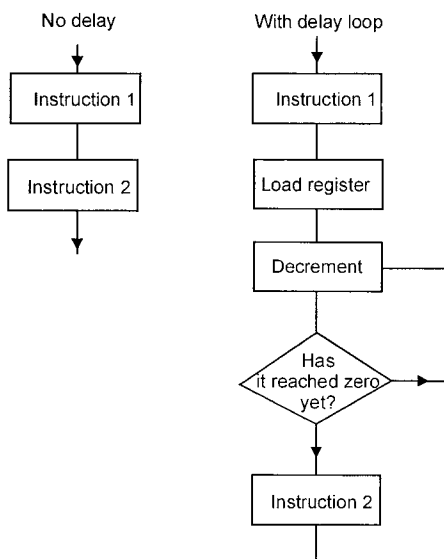 No delay
Instruction 1
Instruction 2
With delay loop
Instruction 1
Load register
Decrement
Has
it reached zero
yet?
Instruction 2